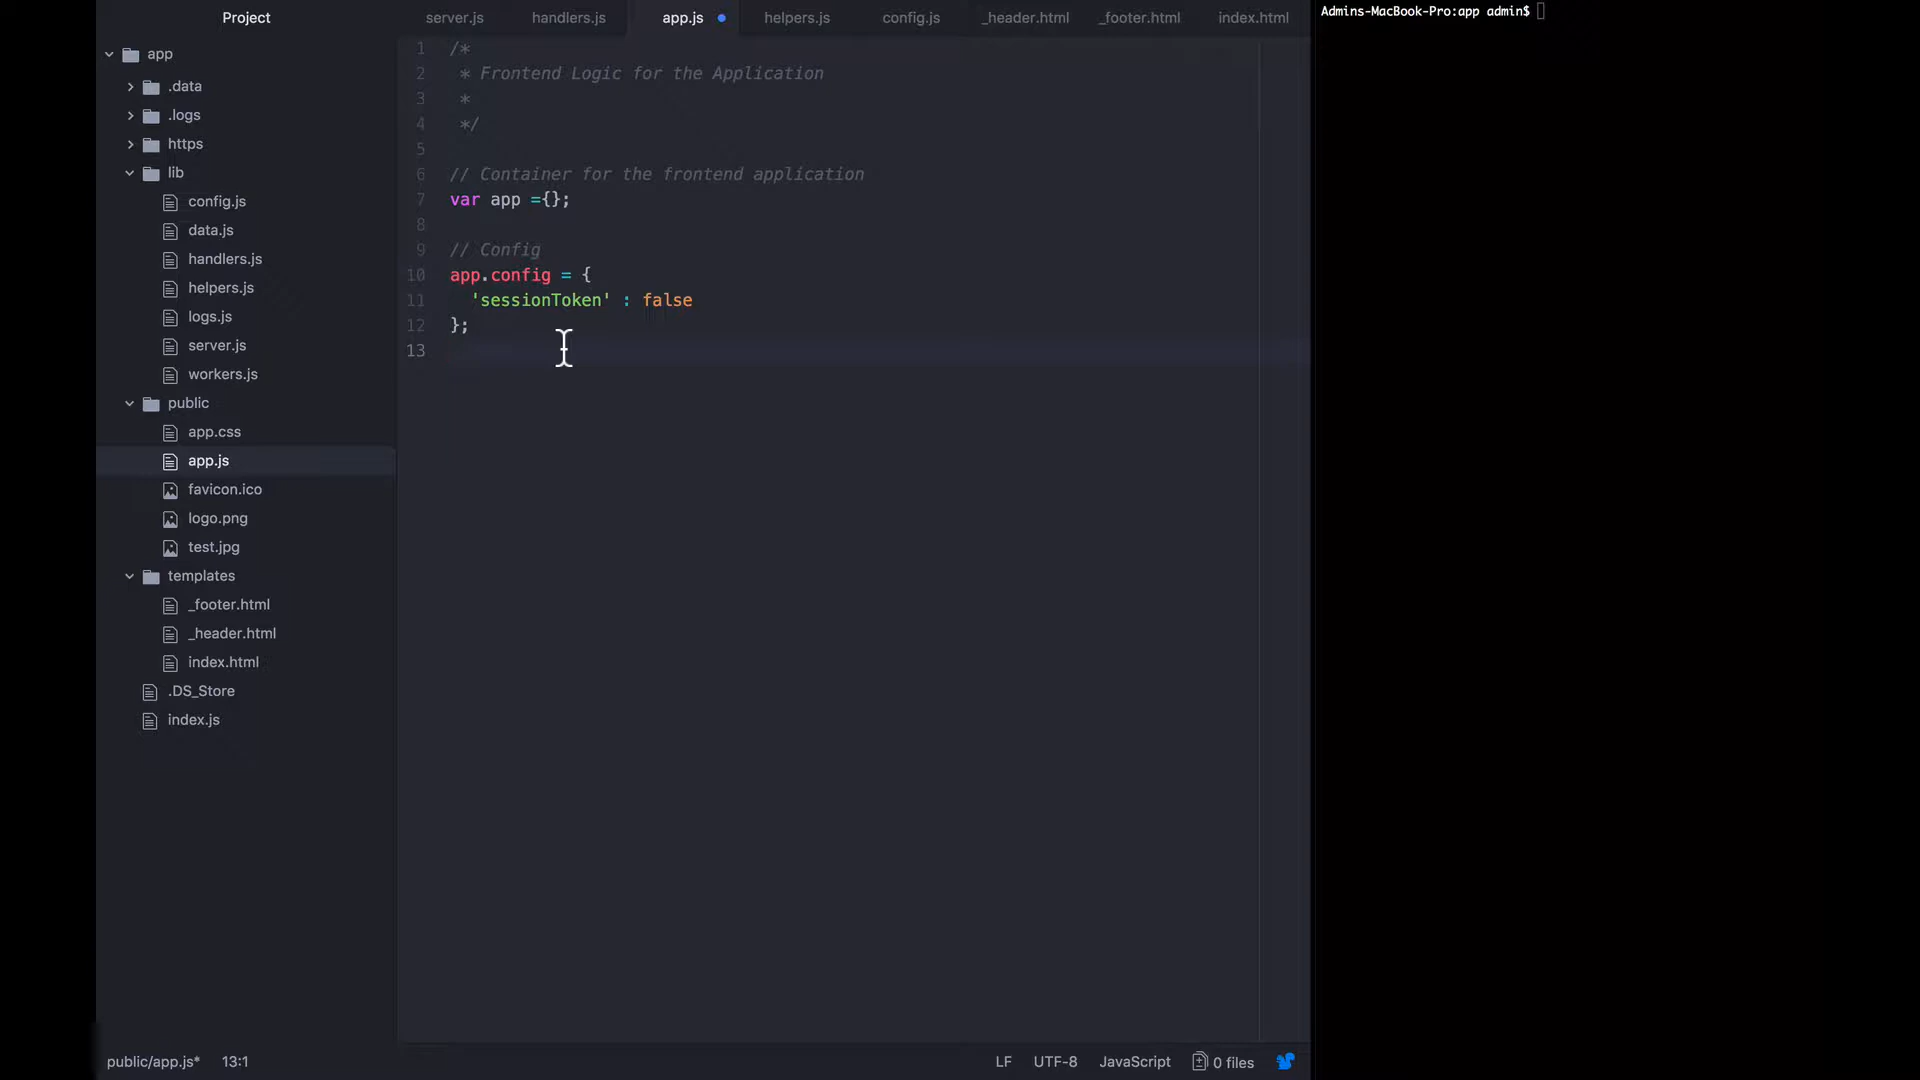 Project
server.js
handlers.js
app.js
helpers.js
config.js
_header.html
_footer.html
index.html
Admins-MacBook-Pro:app admin$
app
.data
.logs
https
lib
config.js
data.js
handlers.js
helpers.js
logs.js
server.js
workers.js
public
app.css
app.js
favicon.ico
logo.png
test.jpg
templates
_footer.html
_header.html
index.html
.DS_Store
index.js
1 /*
2  * Frontend Logic for the Application
3  *
4  */
5
6 // Container for the frontend application
7 var app ={};
8
9 // Config
10 app.config = {
11   'sessionToken' : false
12 };
13
public/app.js* 13:1
LF UTF-8 JavaScript 0 files